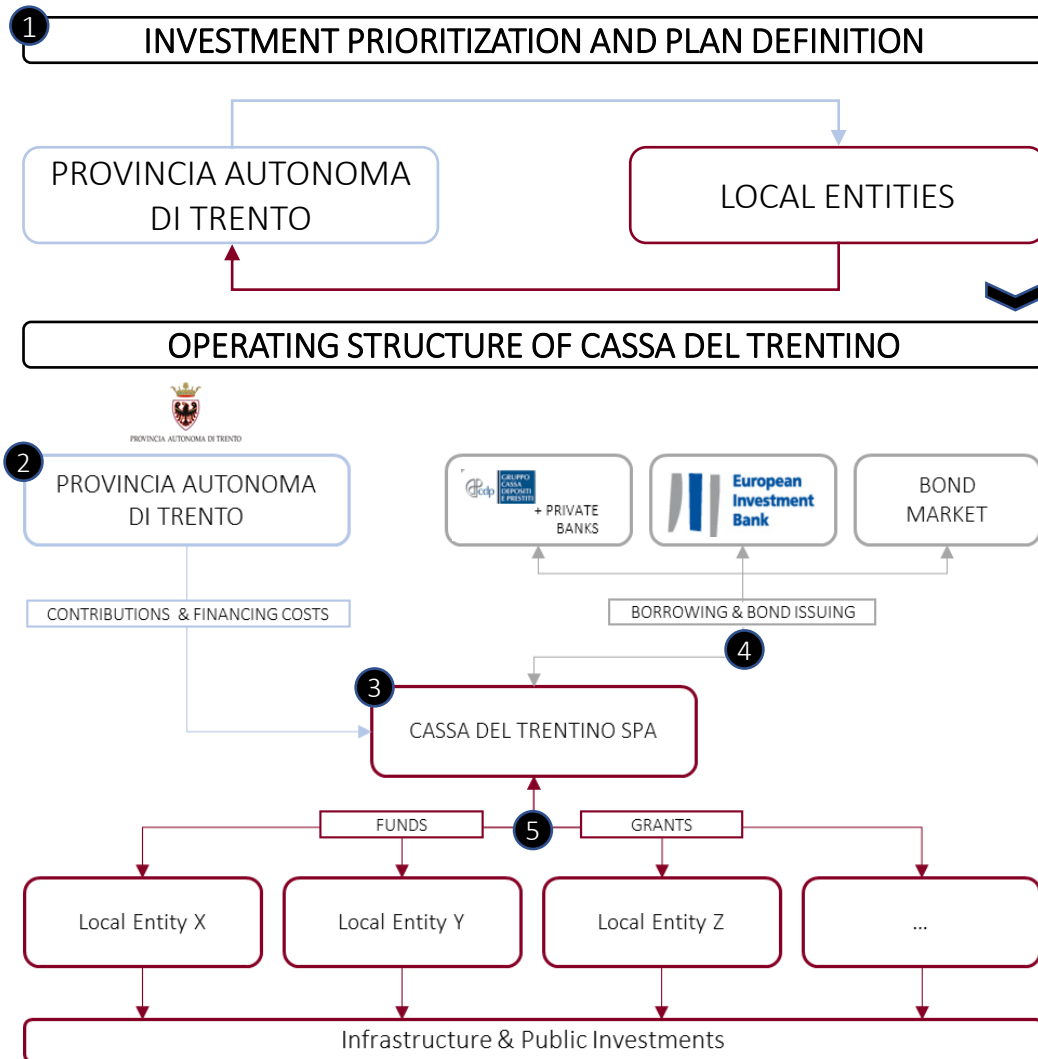 1
INVESTMENT PRIORITIZATION AND PLAN DEFINITION
PROVINCIA AUTONOMA
DI TRENTO
LOCAL ENTITIES
OPERATING STRUCTURE OF CASSA DEL TRENTINO
PROVINCIA AUTONOMA DI TRENTO
2
PROVINCIA AUTONOMA
DI TRENTO
cdp
GRUPPO
CASSA
DEPOSITI
E PRESTITI
+ PRIVATE
BANKS
European
Investment
Bank
BOND
MARKET
CONTRIBUTIONS & FINANCING COSTS
BORROWING & BOND ISSUING
4
3
CASSA DEL TRENTINO SPA
FUNDS
5
GRANTS
Local Entity X
Local Entity Y
Local Entity Z
...
Infrastructure & Public Investments